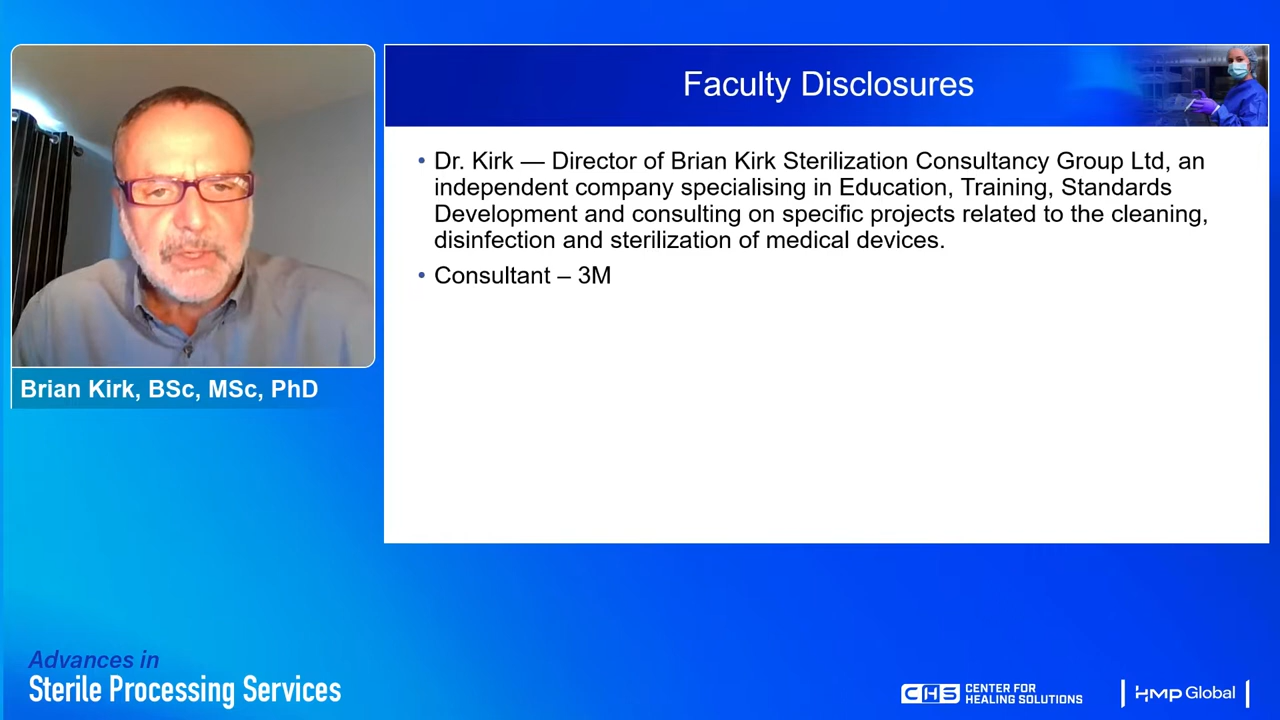 Faculty Disclosures
• Dr. Kirk — Director of Brian Kirk Sterilization Consultancy Group Ltd, an
independent company specialising in Education, Training, Standards
Development and consulting on specific projects related to the cleaning,
disinfection and sterilization of medical devices.
• Consultant – 3M
Brian Kirk, BSc, MSc, PhD
Advances in
Sterile Processing Services
CHS CENTER FOR
HEALING SOLUTIONS
HMP Global